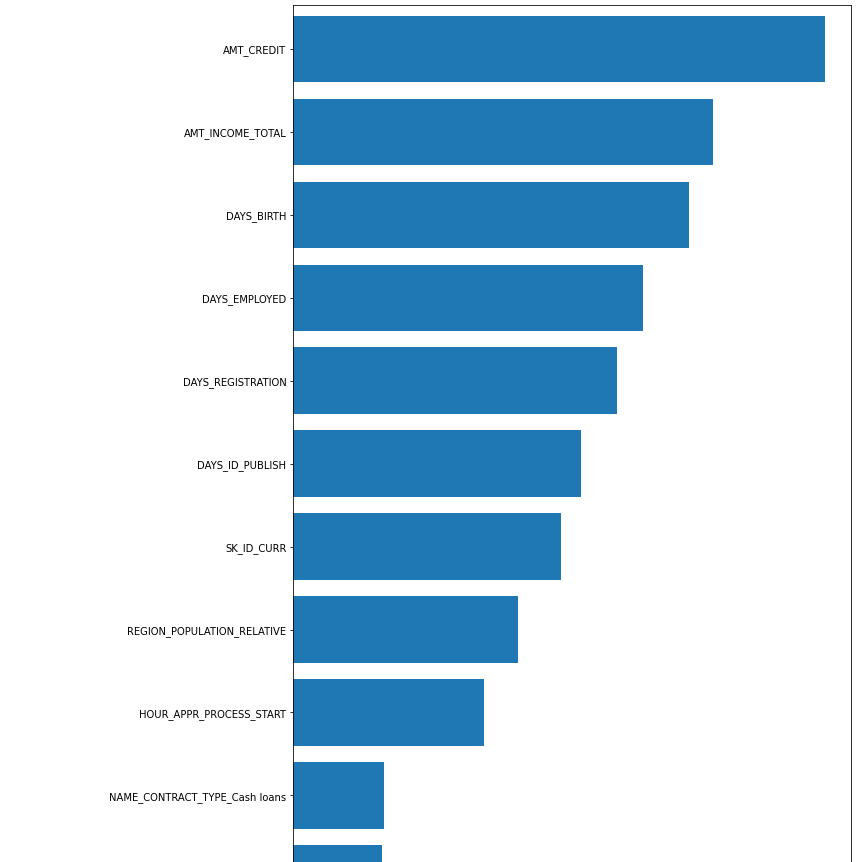 AMT_CREDIT
AMT_INCOME_TOTAL
DAYS_BIRTH
DAYS_EMPLOYED
DAYS_REGISTRATION
DAYS_ID_PUBLISH
SK_ID_CURR
REGION_POPULATION_RELATIVE
HOUR_APPR_PROCESS_START
NAME_CONTRACT_TYPE_Cash loans